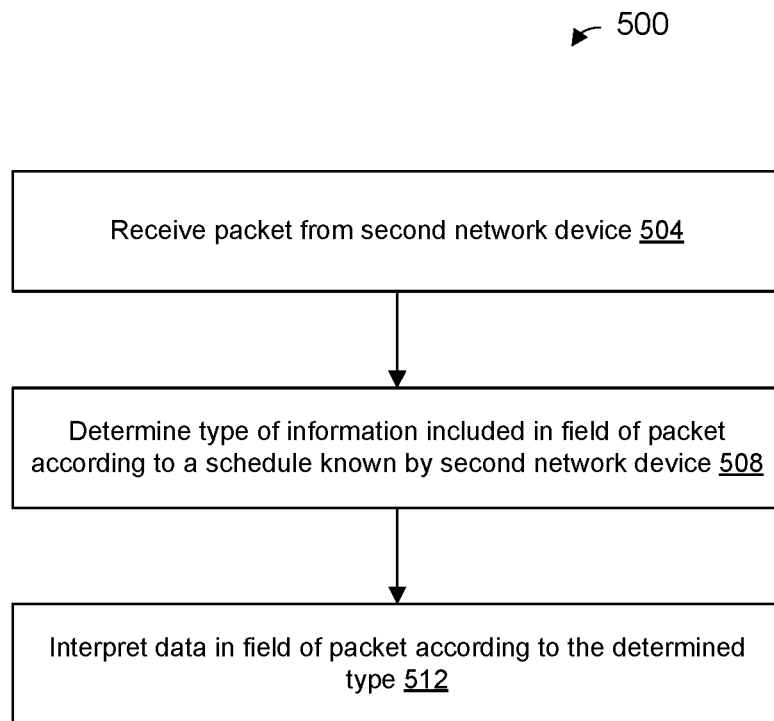 500
Receive packet from second network device 504
Determine type of information included in field of packet
according to a schedule known by second network device 508
Interpret data in field of packet according to the determined
type 512